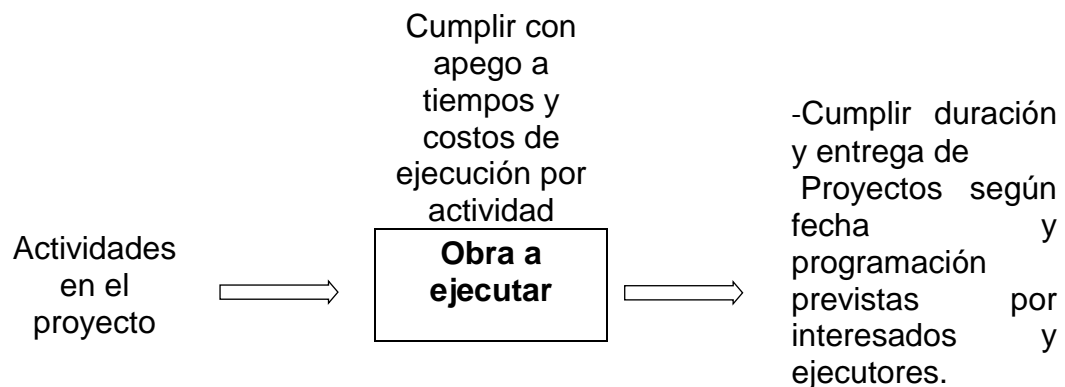 Actividades
en el
proyecto
Cumplir con
apego a
tiempos y
costos de
ejecución por
actividad
Obra a
ejecutar
-Cumplir duración
y entrega de
Proyectos según
fecha y
programación
previstas por
interesados y
ejecutores.